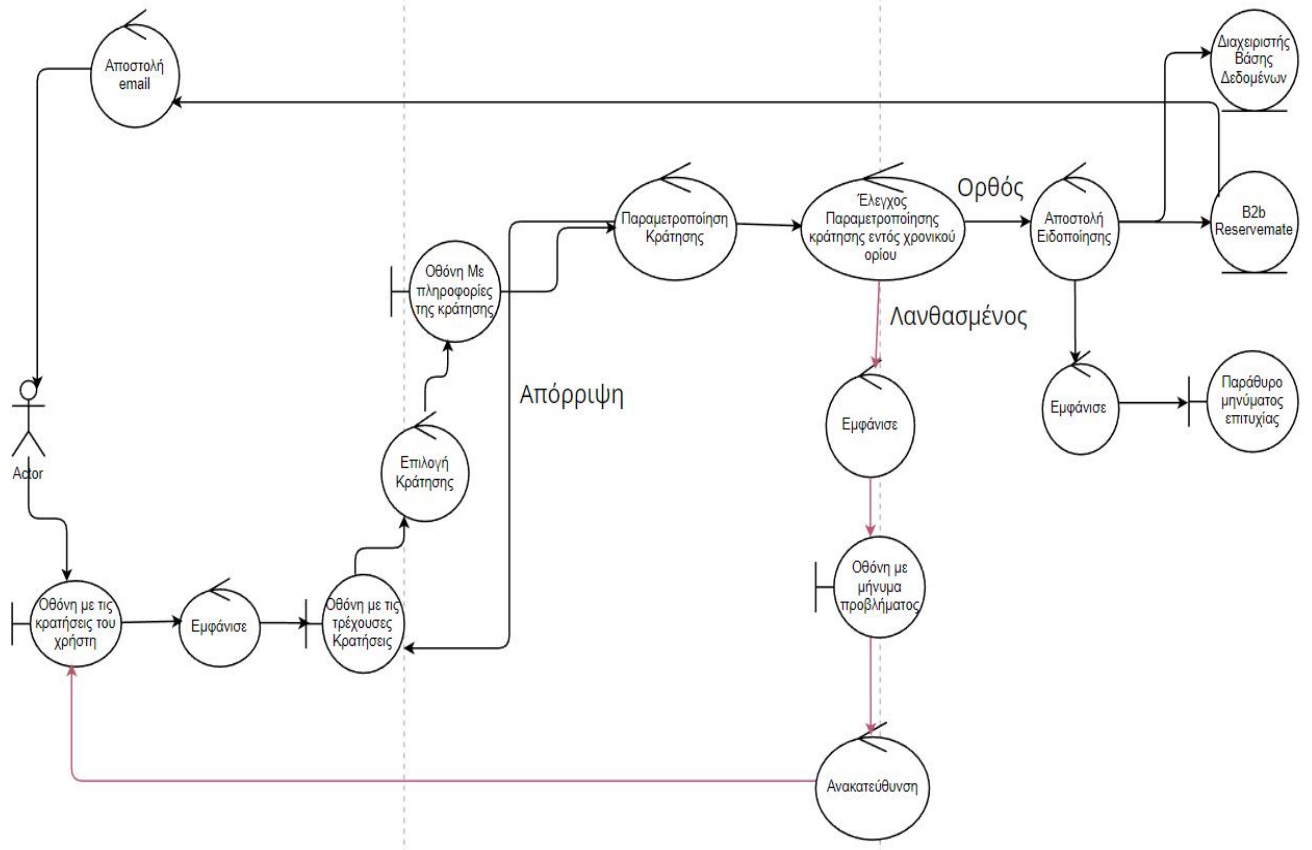 Αποστολή
email
Διαχειριστής
Βάσης
Δεδομένων
Παραμετροποίηση
Κράτησης
Έλεγχος
Παραμετροποίησης
κράτησης εντός χρονικού
ορίου
Ορθός
Αποστολή
Ειδοποίησης
B2b
Reservemate
Οθόνη Με
πληροφορίες
της κράτησης
Λανθασμένος
Απόρριψη
Εμφάνισε
Εμφάνισε
Παράθυρο
μηνύματος
επιτυχίας
Actor
Επιλογή
Κράτησης
Οθόνη με τις
κρατήσεις του
χρήστη
Εμφάνισε
Οθόνη με τις
τρέχουσες
Κρατήσεις
Οθόνη με
μήνυμα
προβλήματος
Ανακατεύθυνση